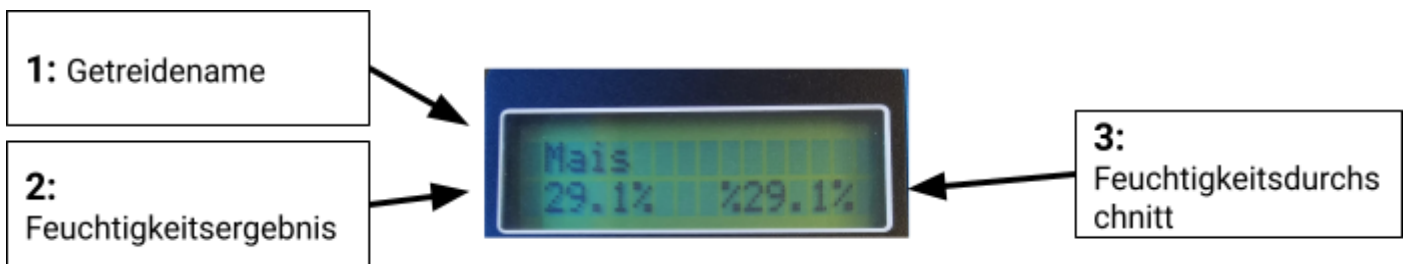 1: Getreidename
2:
Feuchtigkeitsergebnis
Mais
29.1% %29.1%
3:
Feuchtigkeitsdurchs
chnitt